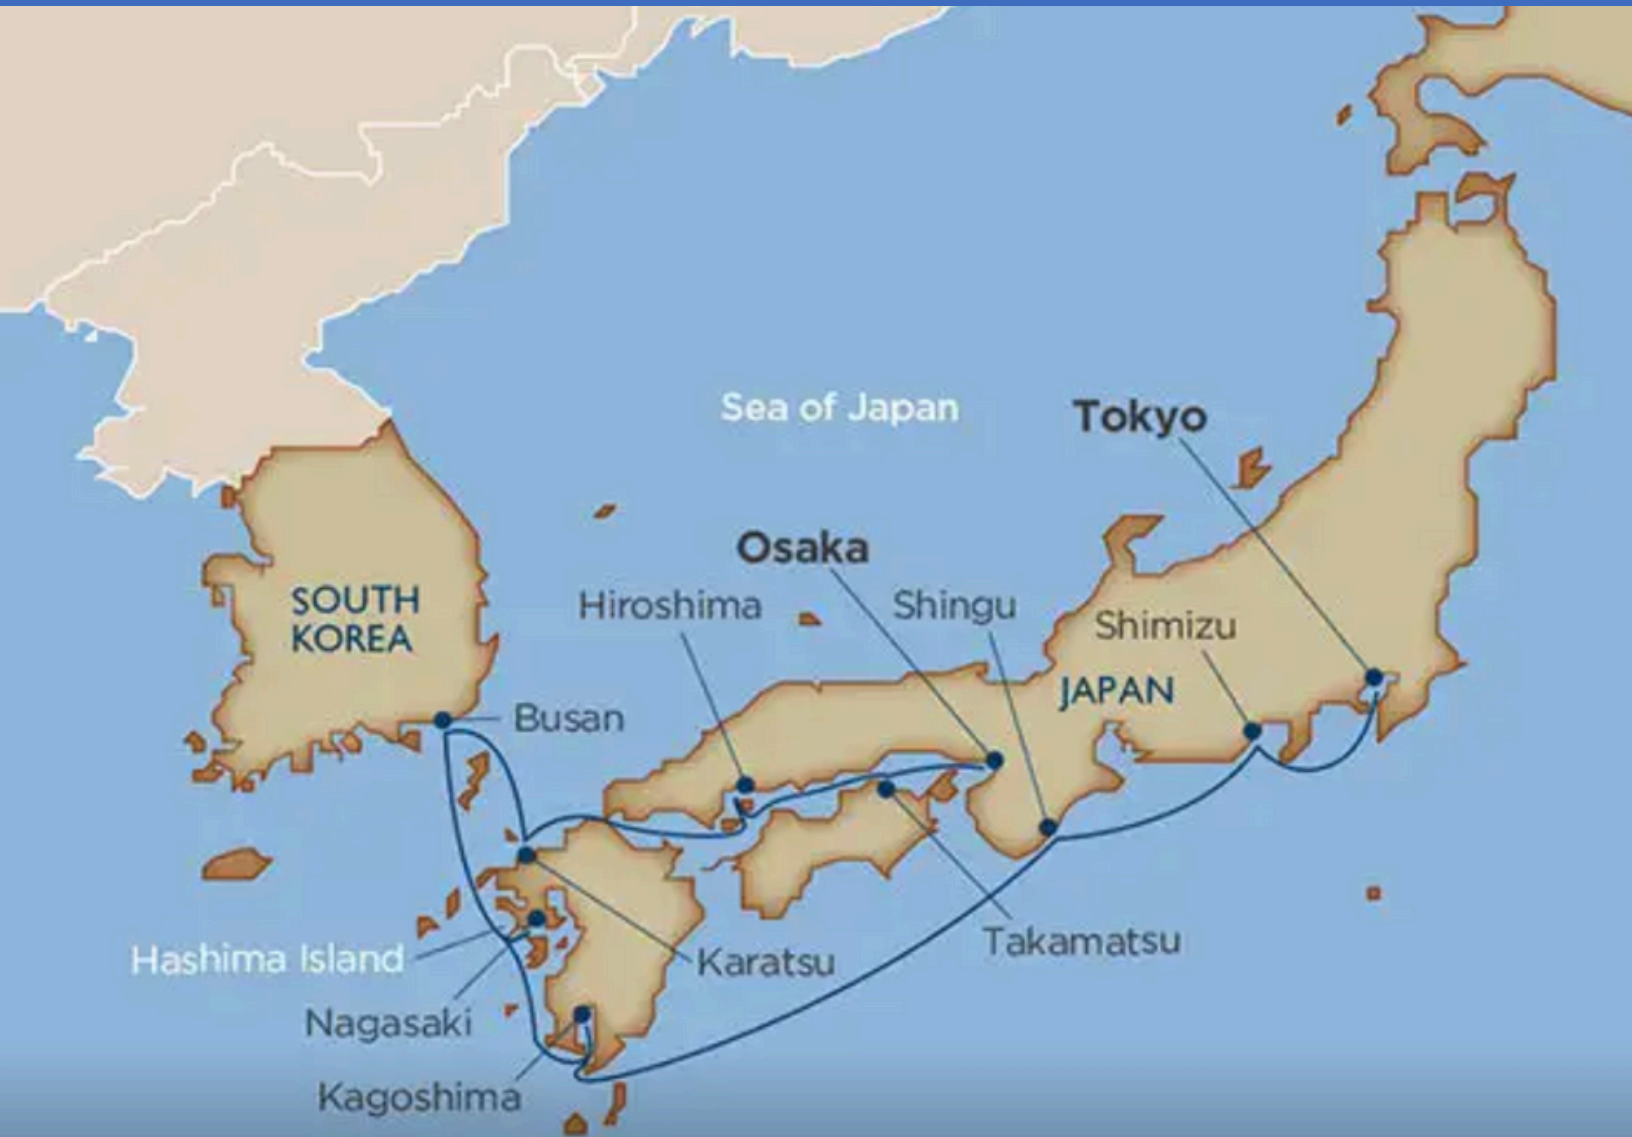 Sea of Japan
Tokyo
Osaka
Hiroshima
Shingu
Shimizu
SOUTH
KOREA
JAPAN
Busan
Takamatsu
Hashima Island
Karatsu
Nagasaki
Kagoshima